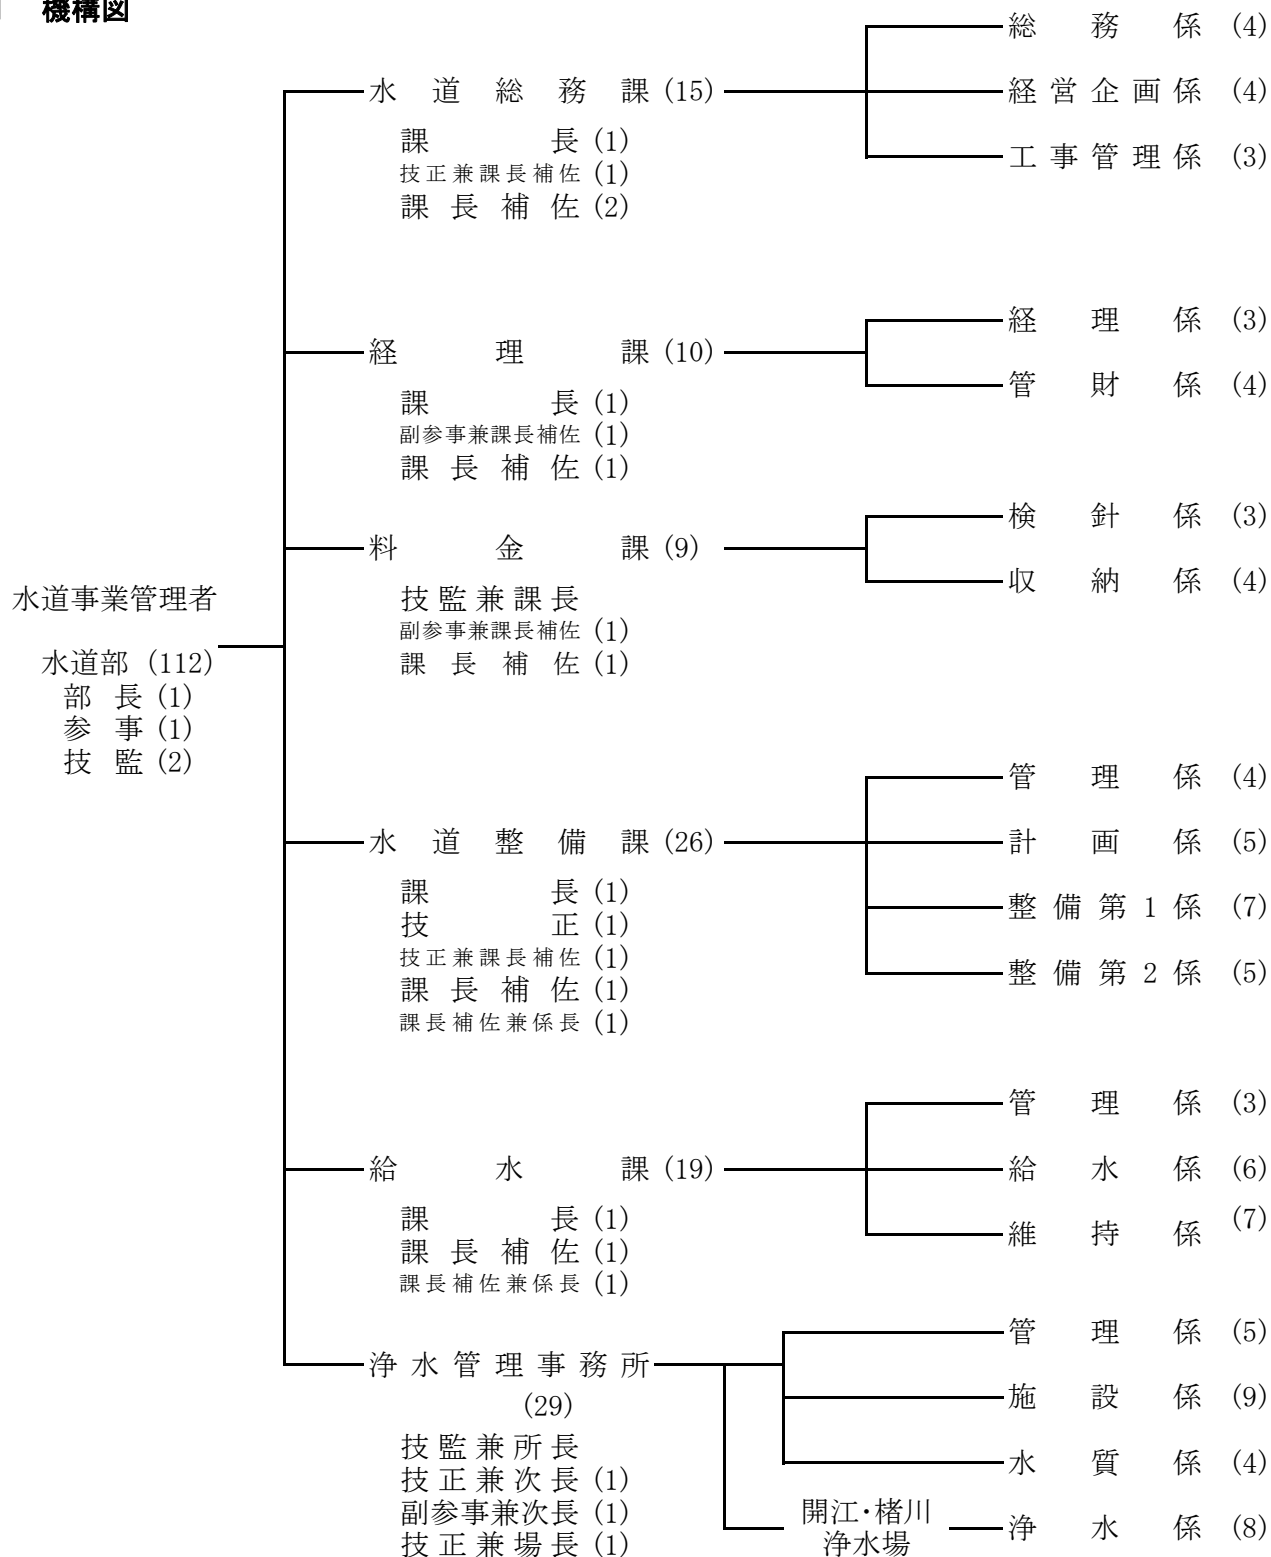 機構図
総務係 (4)
水道総務課 (15)
経営企画係 (4)
課長 (1)
工事管理係 (3)
技正兼課長補佐 (1)
課長補佐 (2)
経理係 (3)
経理課 (10)
管財係 (4)
課長 (1)
副参事兼課長補佐 (1)
課長補佐 (1)
検針係 (3)
料金課 (9)
収納係 (4)
技監兼課長
副参事兼課長補佐 (1)
課長補佐 (1)
水道事業管理者
水道部 (112)
部長 (1)
参事 (1)
技監 (2)
管理係 (4)
水道整備課 (26)
計画係 (5)
課長 (1)
整備第1係 (7)
技正 (1)
技正兼課長補佐 (1)
整備第2係 (5)
課長補佐 (1)
課長補佐兼係長 (1)
管理係 (3)
給水課 (19)
給水係 (6)
課長 (1)
維持係 (7)
課長補佐 (1)
課長補佐兼係長 (1)
管理係 (5)
浄水管理事務所
(29)
施設係 (9)
技監兼所長
水質係 (4)
技正兼次長 (1)
副参事兼次長 (1)
技正兼場長 (1)
開江・楮川
浄水場
浄水係 (8)